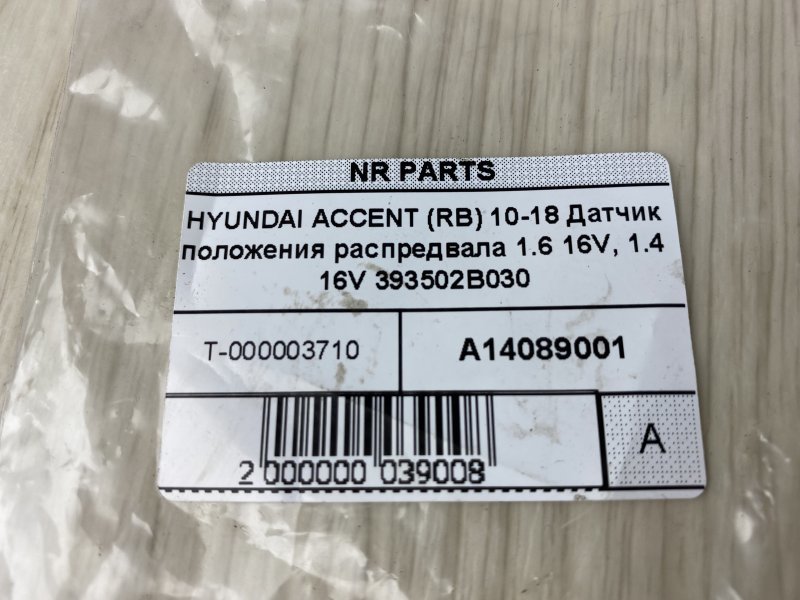 NR PARTS
HYUNDAI ACCENT (RB) 10-18 Датчик
положения распредвала 1.6 16V, 1.4
16V 393502B030
T-000003710
A14089001
2 000000 039008
A